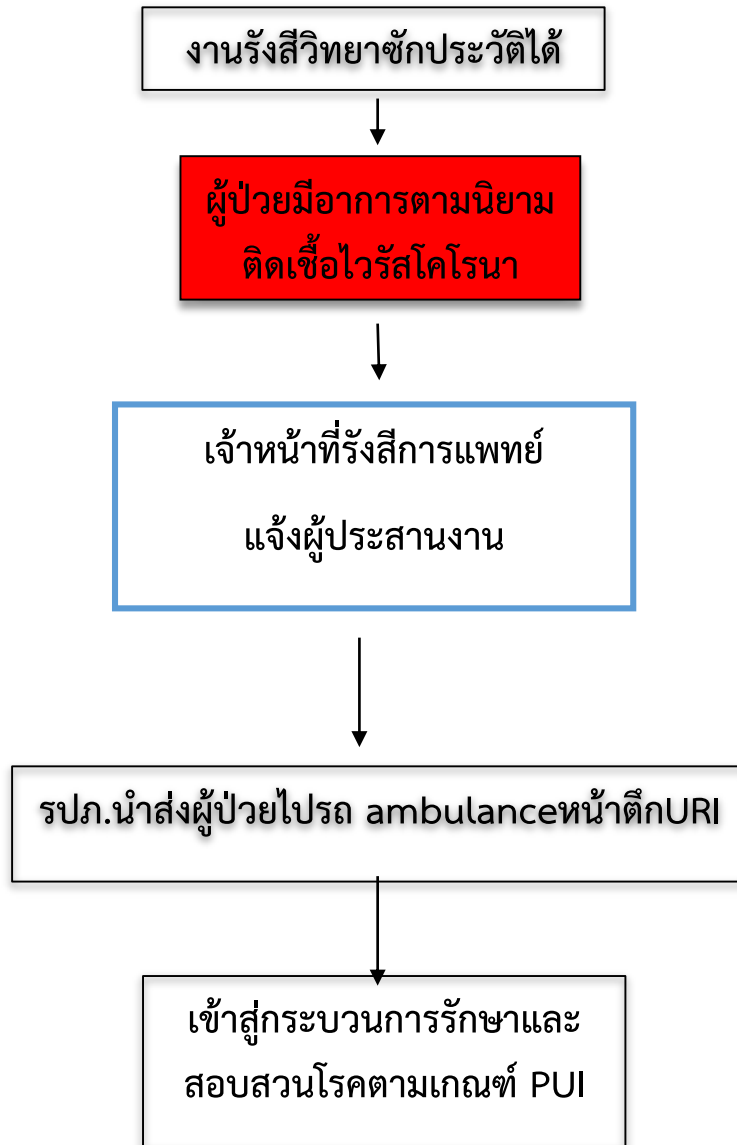 งานรังสีวิทยาซักประวัติได้
ผู้ป่วยมีอาการตามนิยาม
ติดเชื้อไวรัสโคโรนา
เจ้าหน้าที่รังสีการแพทย์
แจ้งผู้ประสานงาน
รปภ.นำส่งผู้ป่วยไปรถ ambulanceหน้าตึกURI
เข้าสู่กระบวนการรักษาและ
สอบสวนโรคตามเกณฑ์ PUI